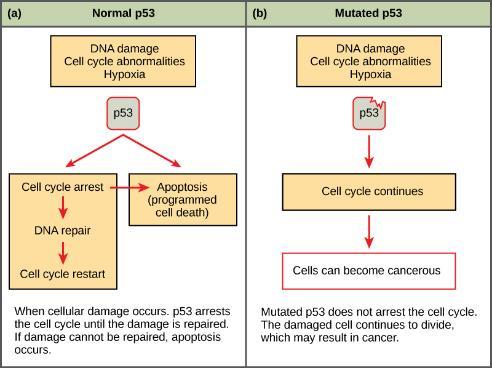 (a) Normal p53
DNA damage
Cell cycle abnormalities
Hypoxia
p53
Cell cycle arrest
DNA repair
Cell cycle restart
Apoptosis
(programmed
cell death)
When cellular damage occurs. p53 arrests
the cell cycle until the damage is repaired.
If damage cannot be repaired, apoptosis
occurs.
(b) Mutated p53
DNA damage
Cell cycle abnormalities
Hypoxia
p53
Cell cycle continues
Cells can become cancerous
Mutated p53 does not arrest the cell cycle.
The damaged cell continues to divide,
which may result in cancer.